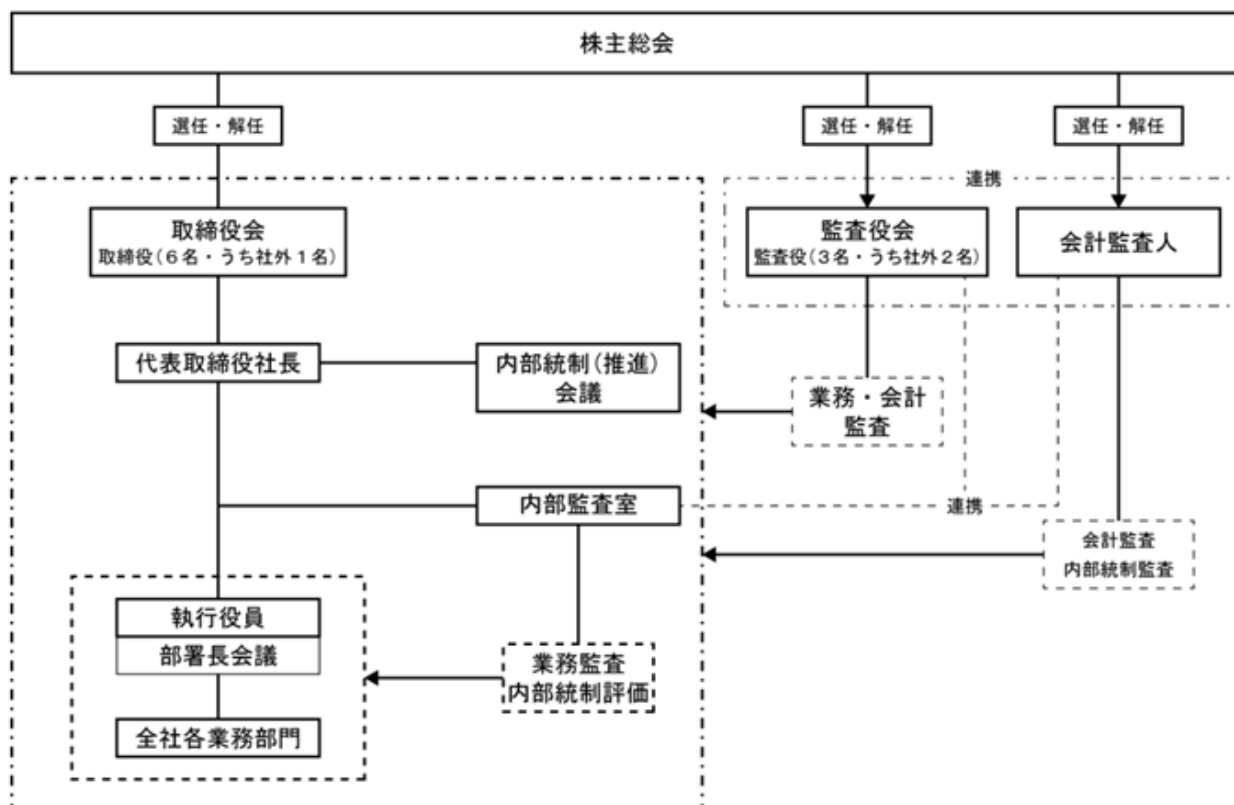 株主総会
選任・解任
選任・解任
選任・解任
連携
取締役会
取締役(6名・うち社外1名)
監査役会
監査役(3名・うち社外2名)
会計監査人
代表取締役社長
内部統制(推進)
会議
業務・会計
監査
内部監査室
連携
会計監査
内部統制監査
執行役員
部署長会議
業務監査
内部統制評価
全社各業務部門